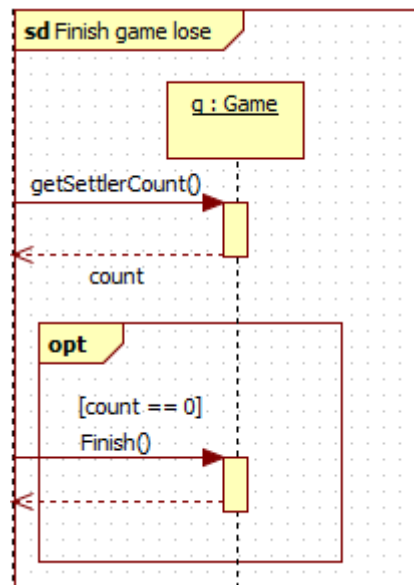 sd Finish game lose
g : Game
getSettlerCount()
count
opt
[count == 0]
Finish()